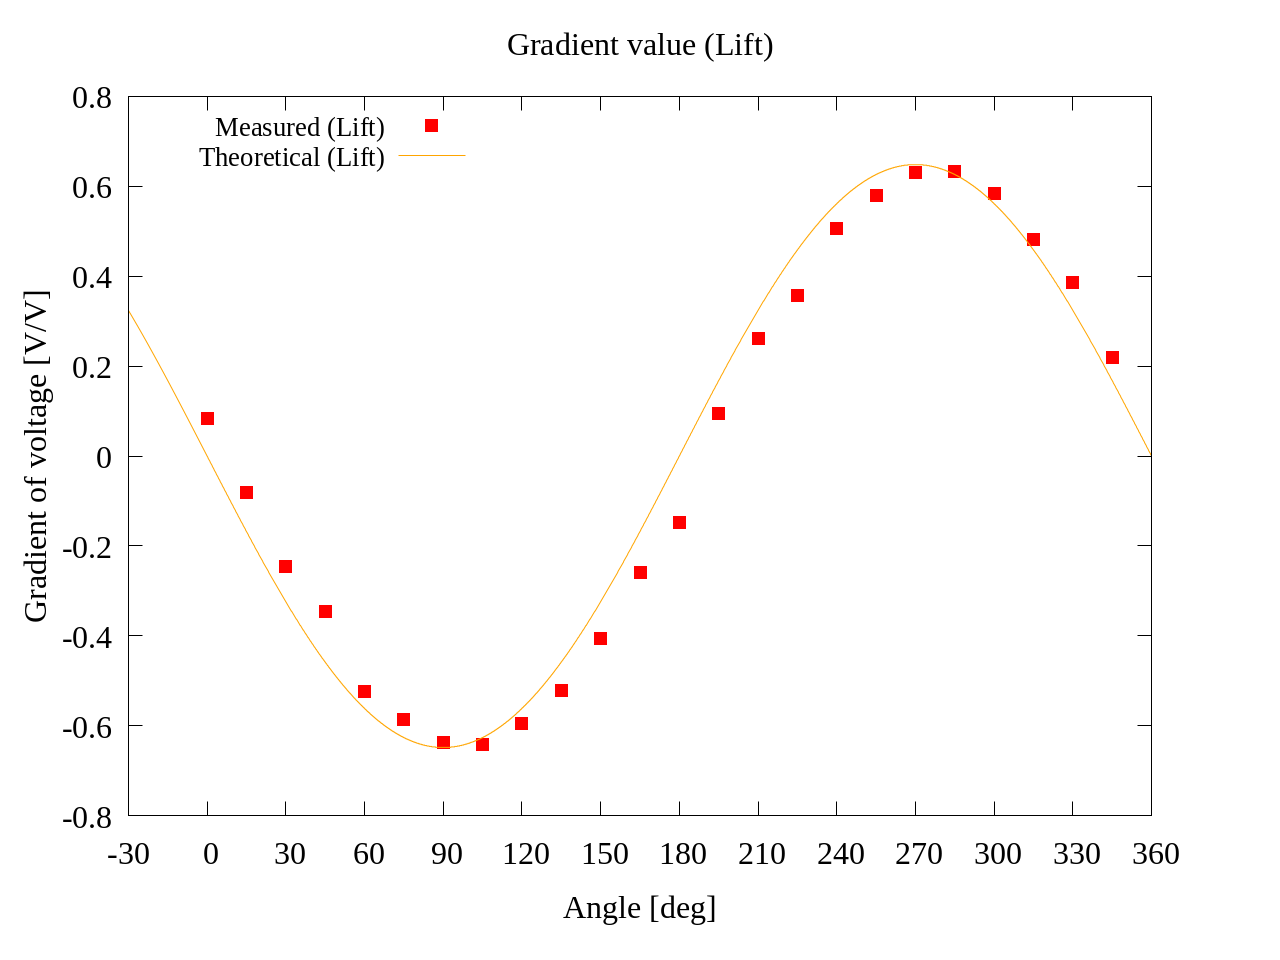 Gradient value (Lift)
Measured (Lift)
Theoretical (Lift)
0.8
0.6
0.4
0.2
0
-0.2
-0.4
-0.6
-0.8
Gradient of voltage [V/V]
-30 0 30 60 90 120 150 180 210 240 270 300 330 360
Angle [deg]